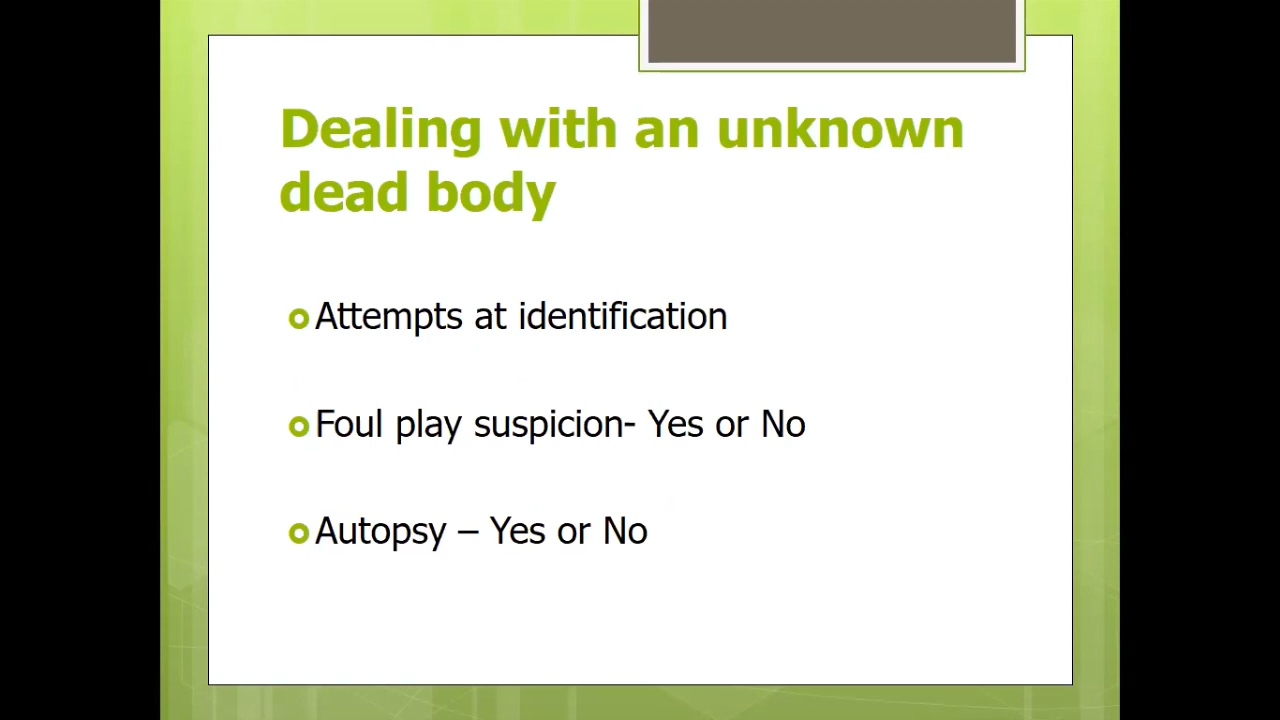 Dealing with an unknown
dead body
Attempts at identification
Foul play suspicion- Yes or No
Autopsy – Yes or No